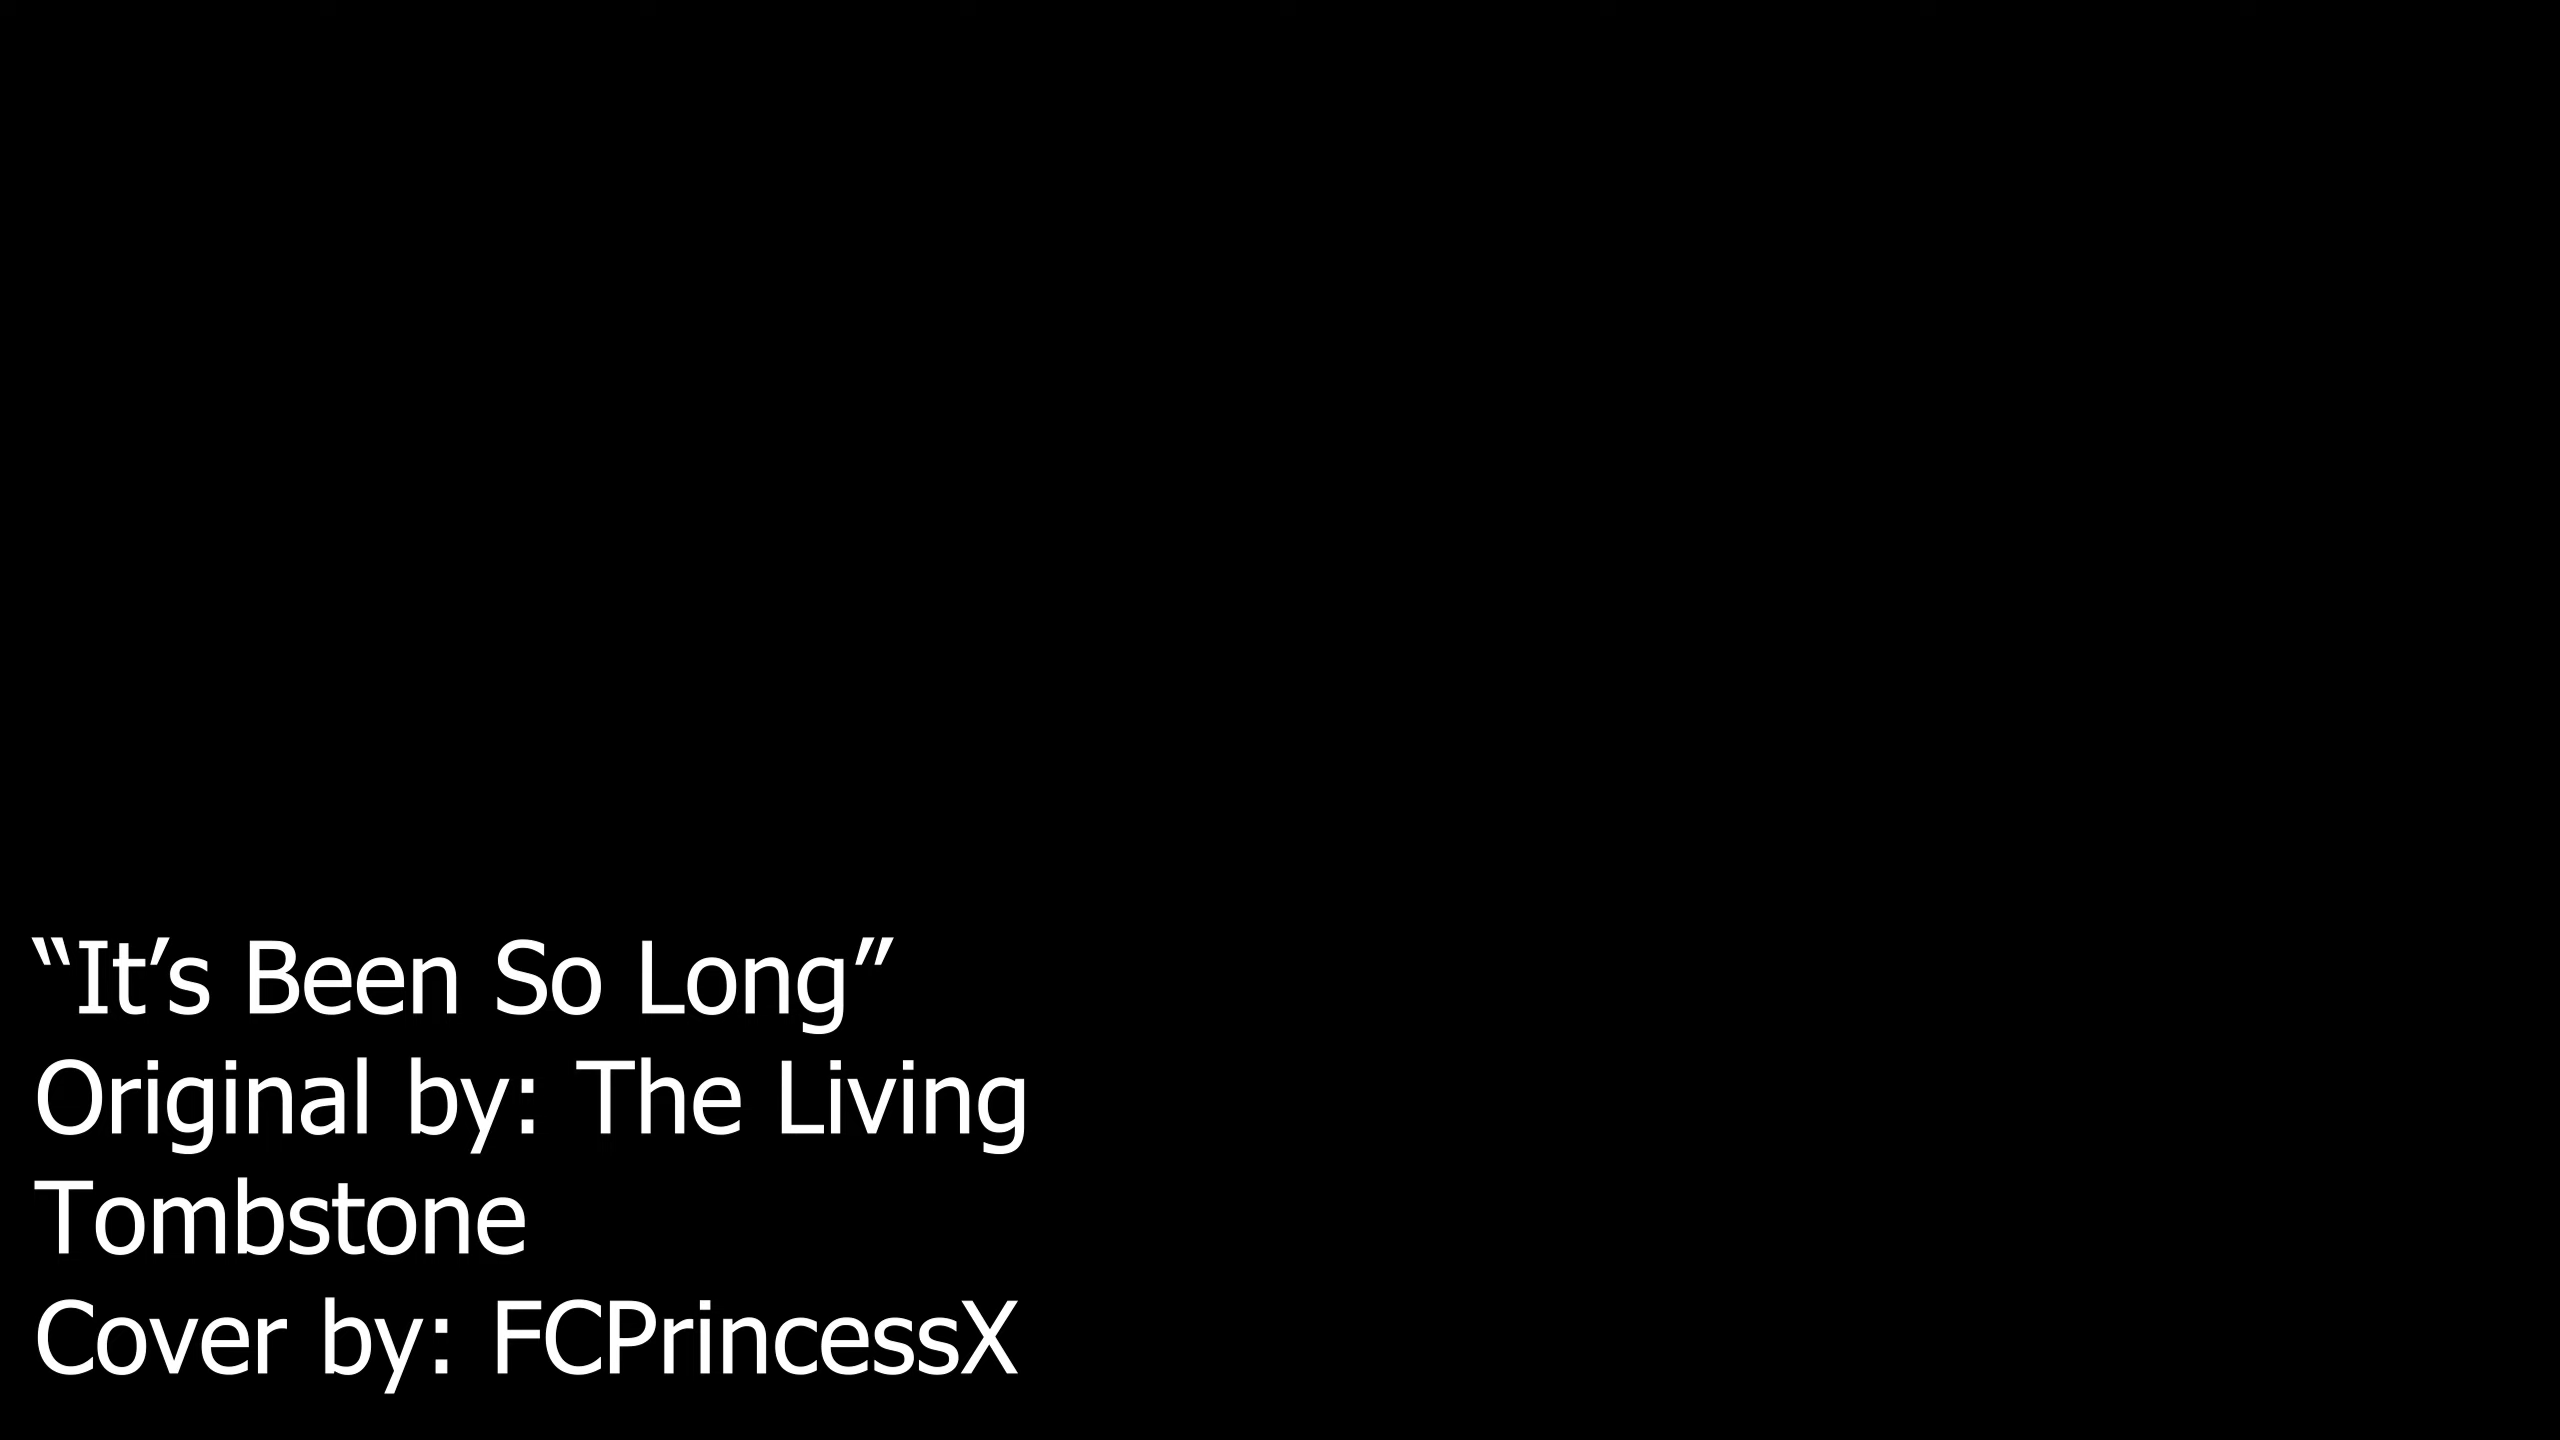 “It’s Been So Long”
Original by: The Living
Tombstone
Cover by: FCPrincessX